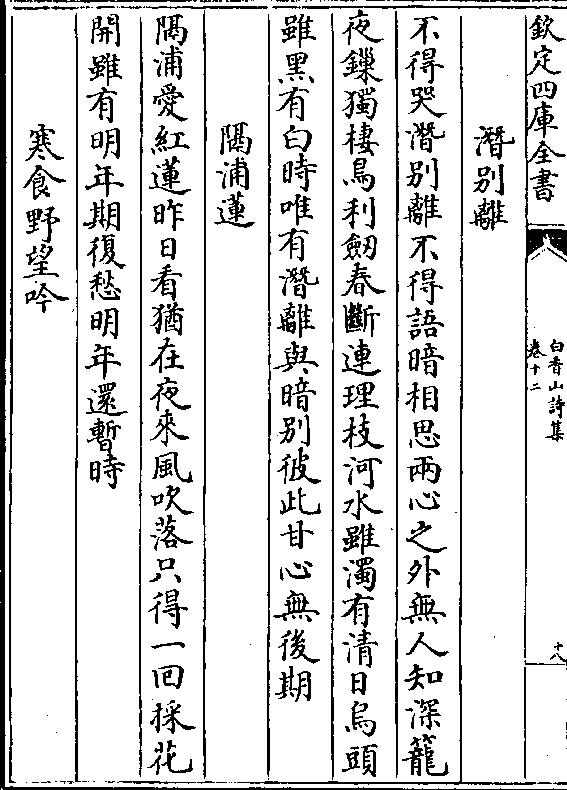 欽定四庫全書
白香山詩集
卷十二
十八
潛別離
不得哭潛別離不得語暗相思兩心之外無人知深籠
夜鏁獨棲鳥利劒春斷連理枝河水雖濁有清日烏頭
雖黑有白時唯有潛離與暗別彼此甘心無後期
隔浦蓮
隔浦愛紅蓮昨日看猶在夜來風吹落只得一回採花
開雖有明年期復愁明年還暫時
寒食野望吟